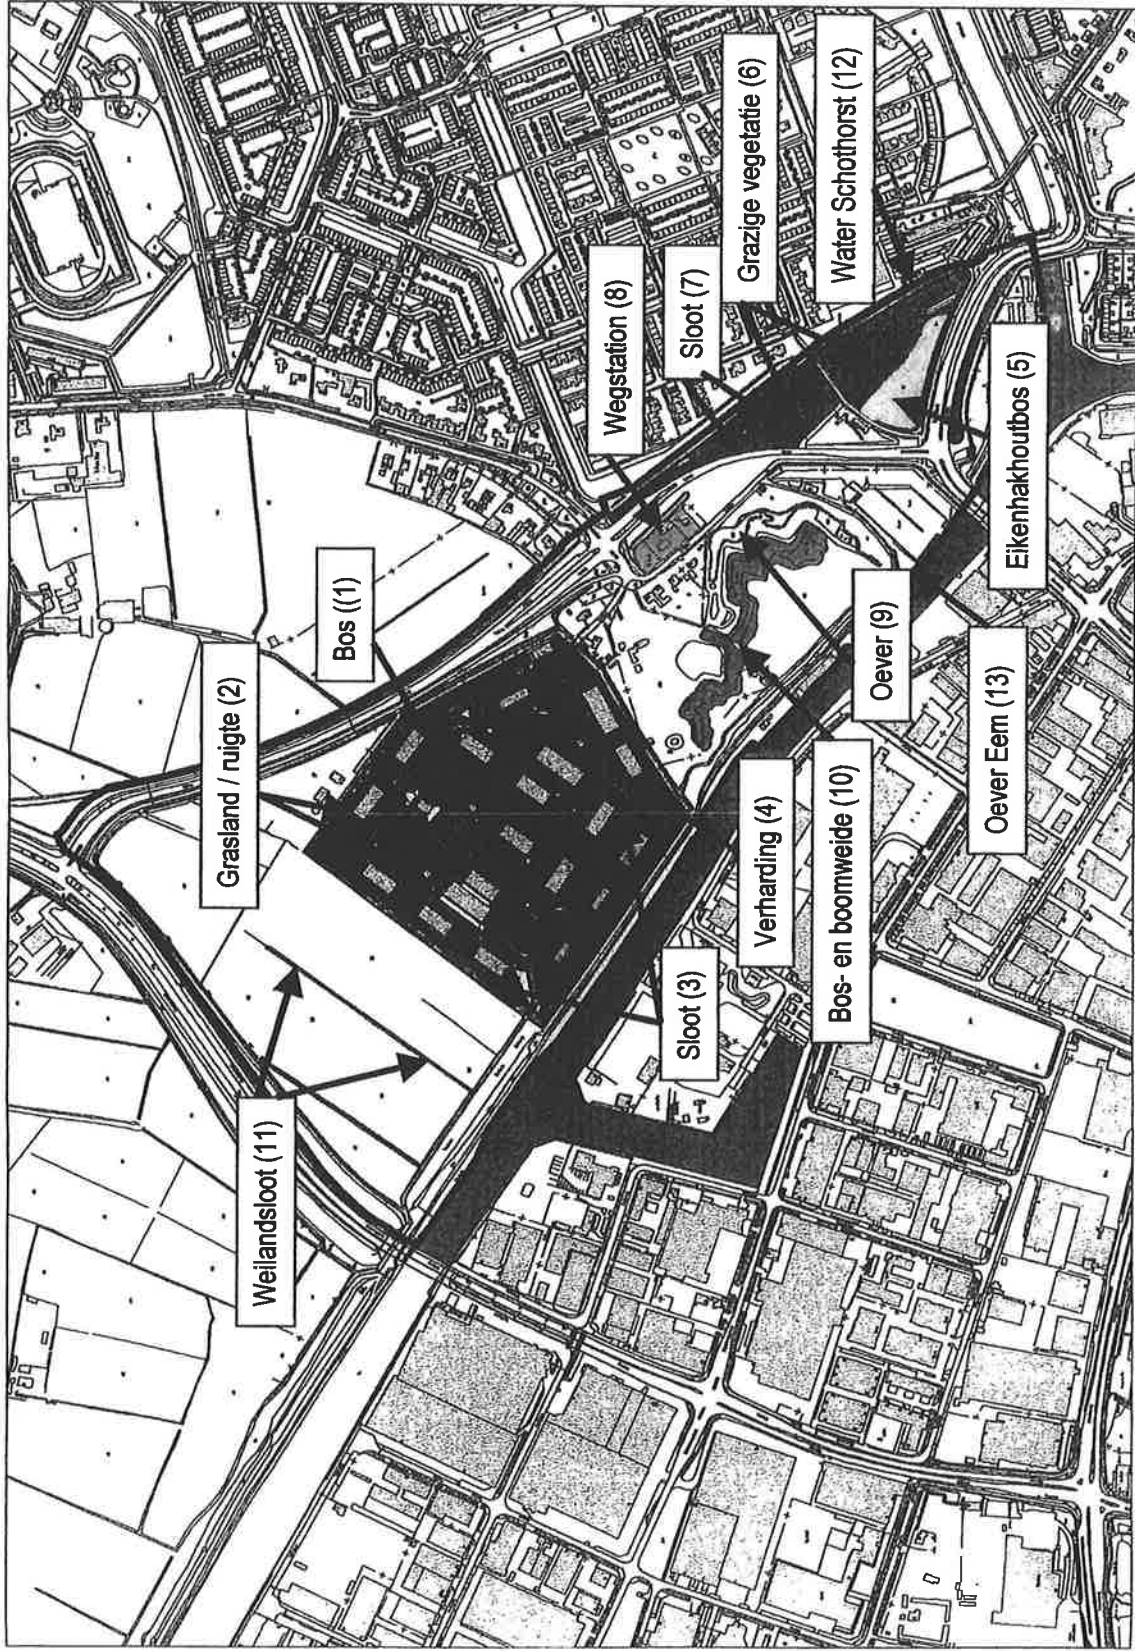 Weilandsloot (11)
Grasland / ruigte (2)
Bos ((1)
Wegstation (8)
Sloot (7)
Grazige vegetatie (6)
Water Schothorst (12)
Sloot (3)
Verharding (4)
Bos- en boomweide (10)
Oever (9)
Oever Eem (13)
Eikenhakhoutbos (5)